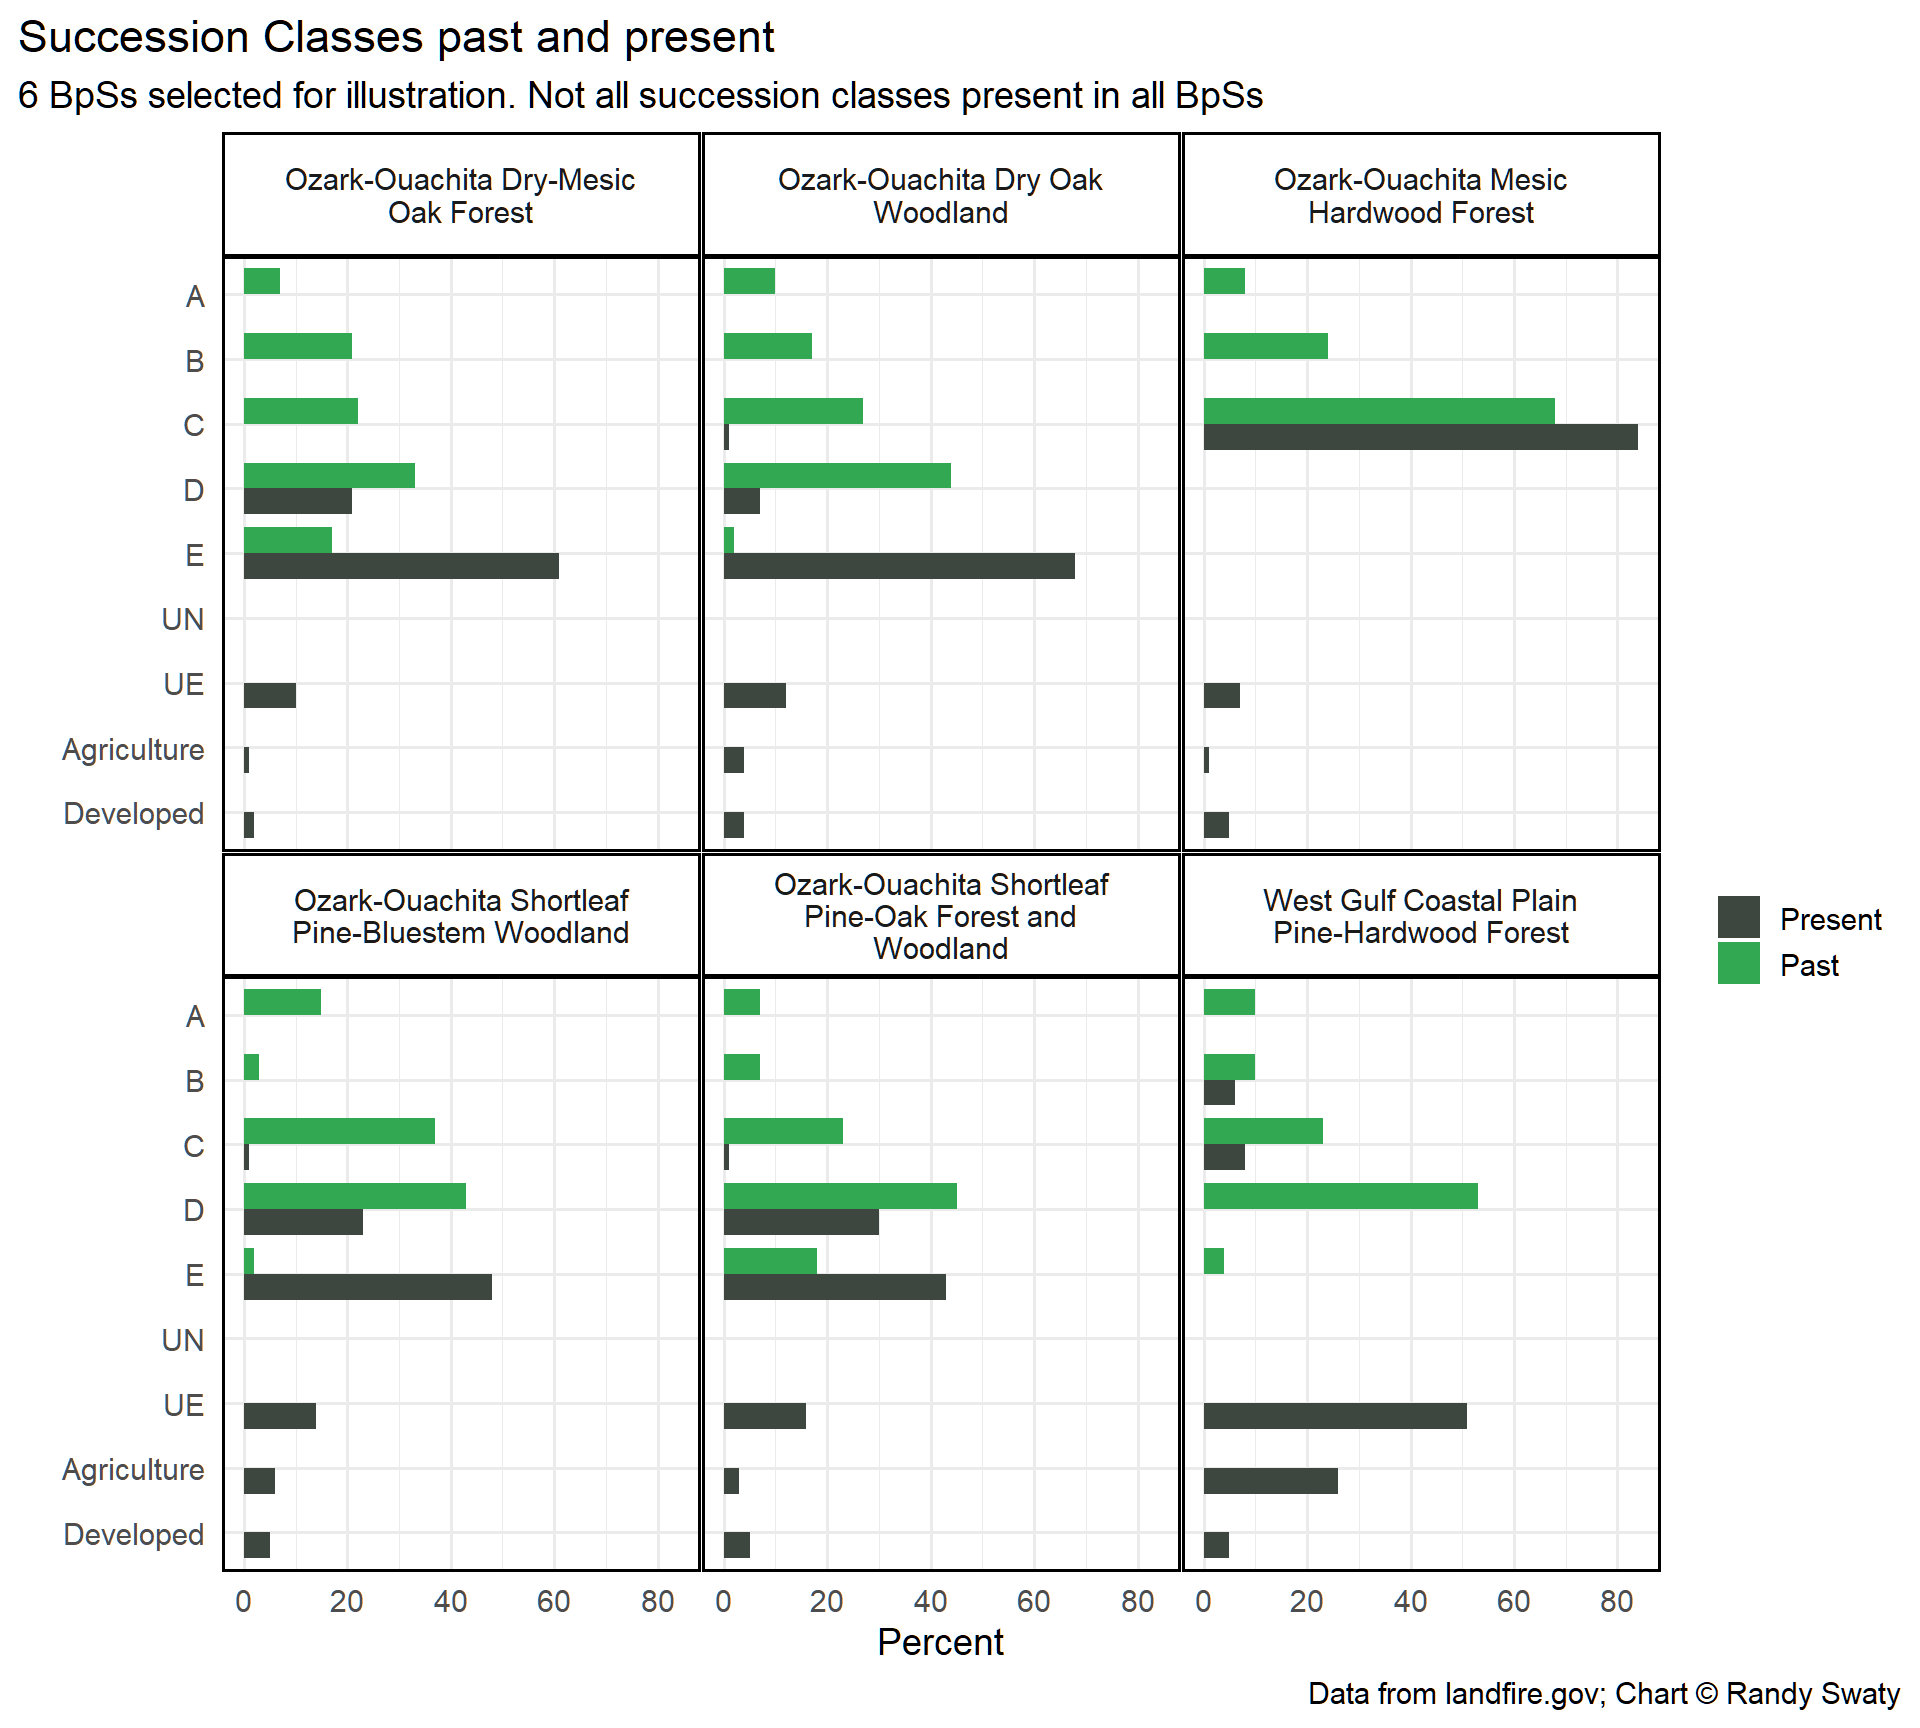 Succession Classes past and present
6 BpSs selected for illustration. Not all succession classes present in all BpSs
Ozark-Ouachita Dry-Mesic
Oak Forest
Ozark-Ouachita Dry Oak
Woodland
Ozark-Ouachita Mesic
Hardwood Forest
A
B
C
D
E
UN
UE
Agriculture
Developed
Ozark-Ouachita Shortleaf
Pine-Bluestem Woodland
Ozark-Ouachita Shortleaf
Pine-Oak Forest and
Woodland
West Gulf Coastal Plain
Pine-Hardwood Forest
A
B
C
D
E
UN
UE
Agriculture
Developed
0 20 40 60 80
0 20 40 60 80
0 20 40 60 80
Percent
Present
Past
Data from landfire.gov; Chart © Randy Swaty